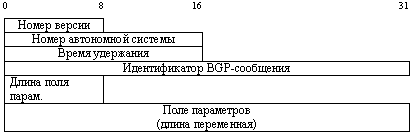 0 8 16 31
Номер версии
Номер автономной системы
Время удержания
Идентификатор BGP-сообщения
Длина поля
парам.
Поле параметров
(длина переменная)